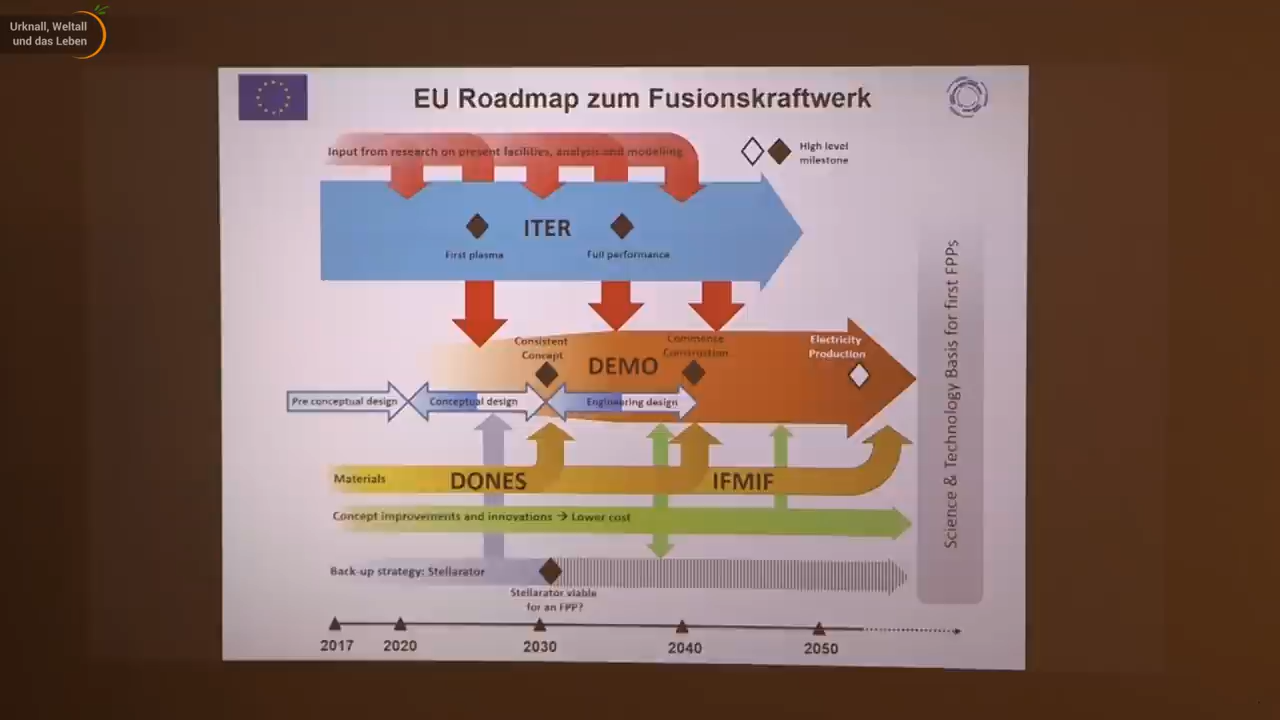 Urknall, Weltall
und das Leben
EU Roadmap zum Fusionskraftwerk
Input from research on present facilities, analysis and modelling
High level
milestone
ITER
First plasma
Full performance
Consistent
Concept
DEMO
Commence
Construction
Electricity
Production
Pre conceptual design
Conceptual design
Engineering design
Materials
DONES
IFMIF
Concept improvements and innovations → Lower cost
Back-up strategy: Stellarator
Stellarator viable
for an FPP?
Science & Technology Basis for first FPPs
2017
2020
2030
2040
2050